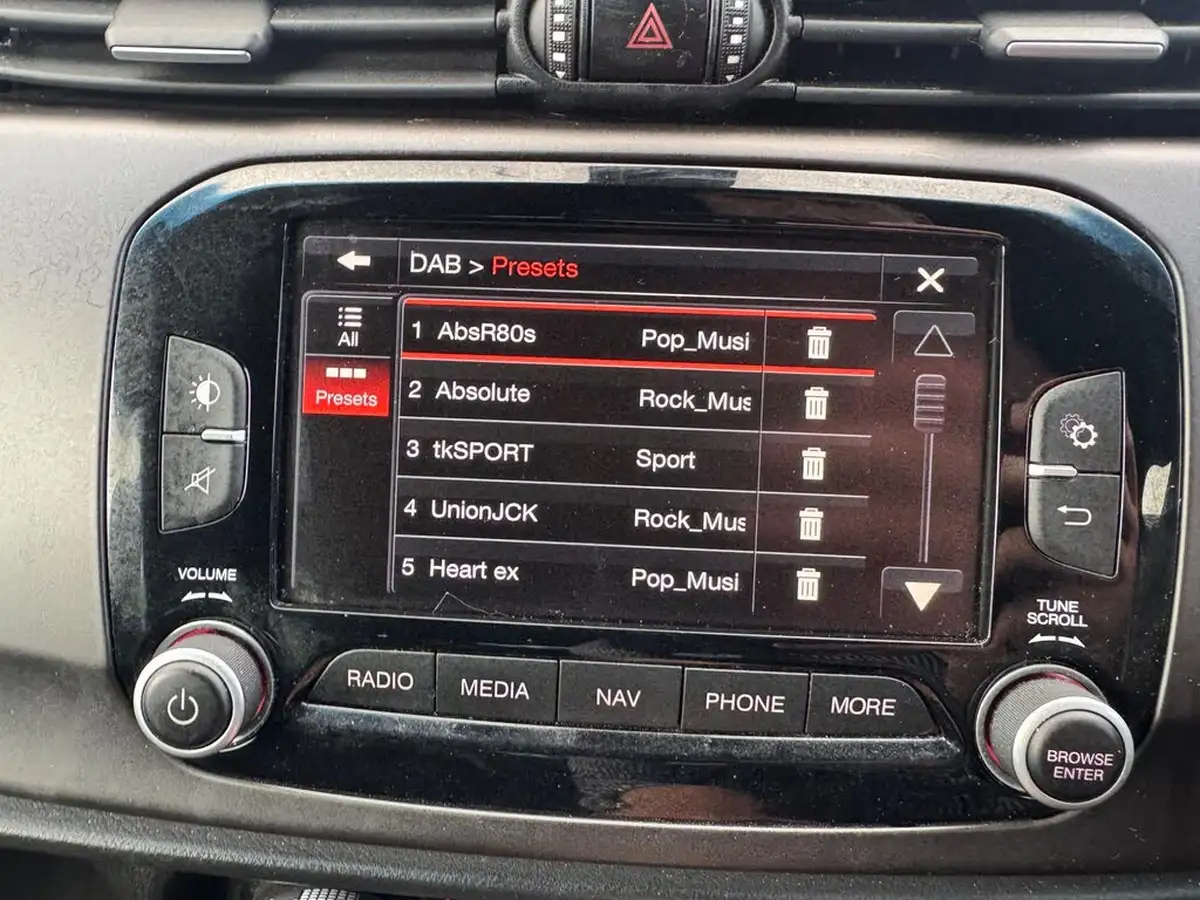 DAB > Presets
All
Presets
1 AbsR80s Pop_Musi
2 Absolute Rock_Mus
3 tkSPORT Sport
4 UnionJCK Rock_Mus
5 Heart ex Pop_Musi
VOLUME
TUNE
SCROLL
RADIO MEDIA NAV PHONE MORE
BROWSE
ENTER